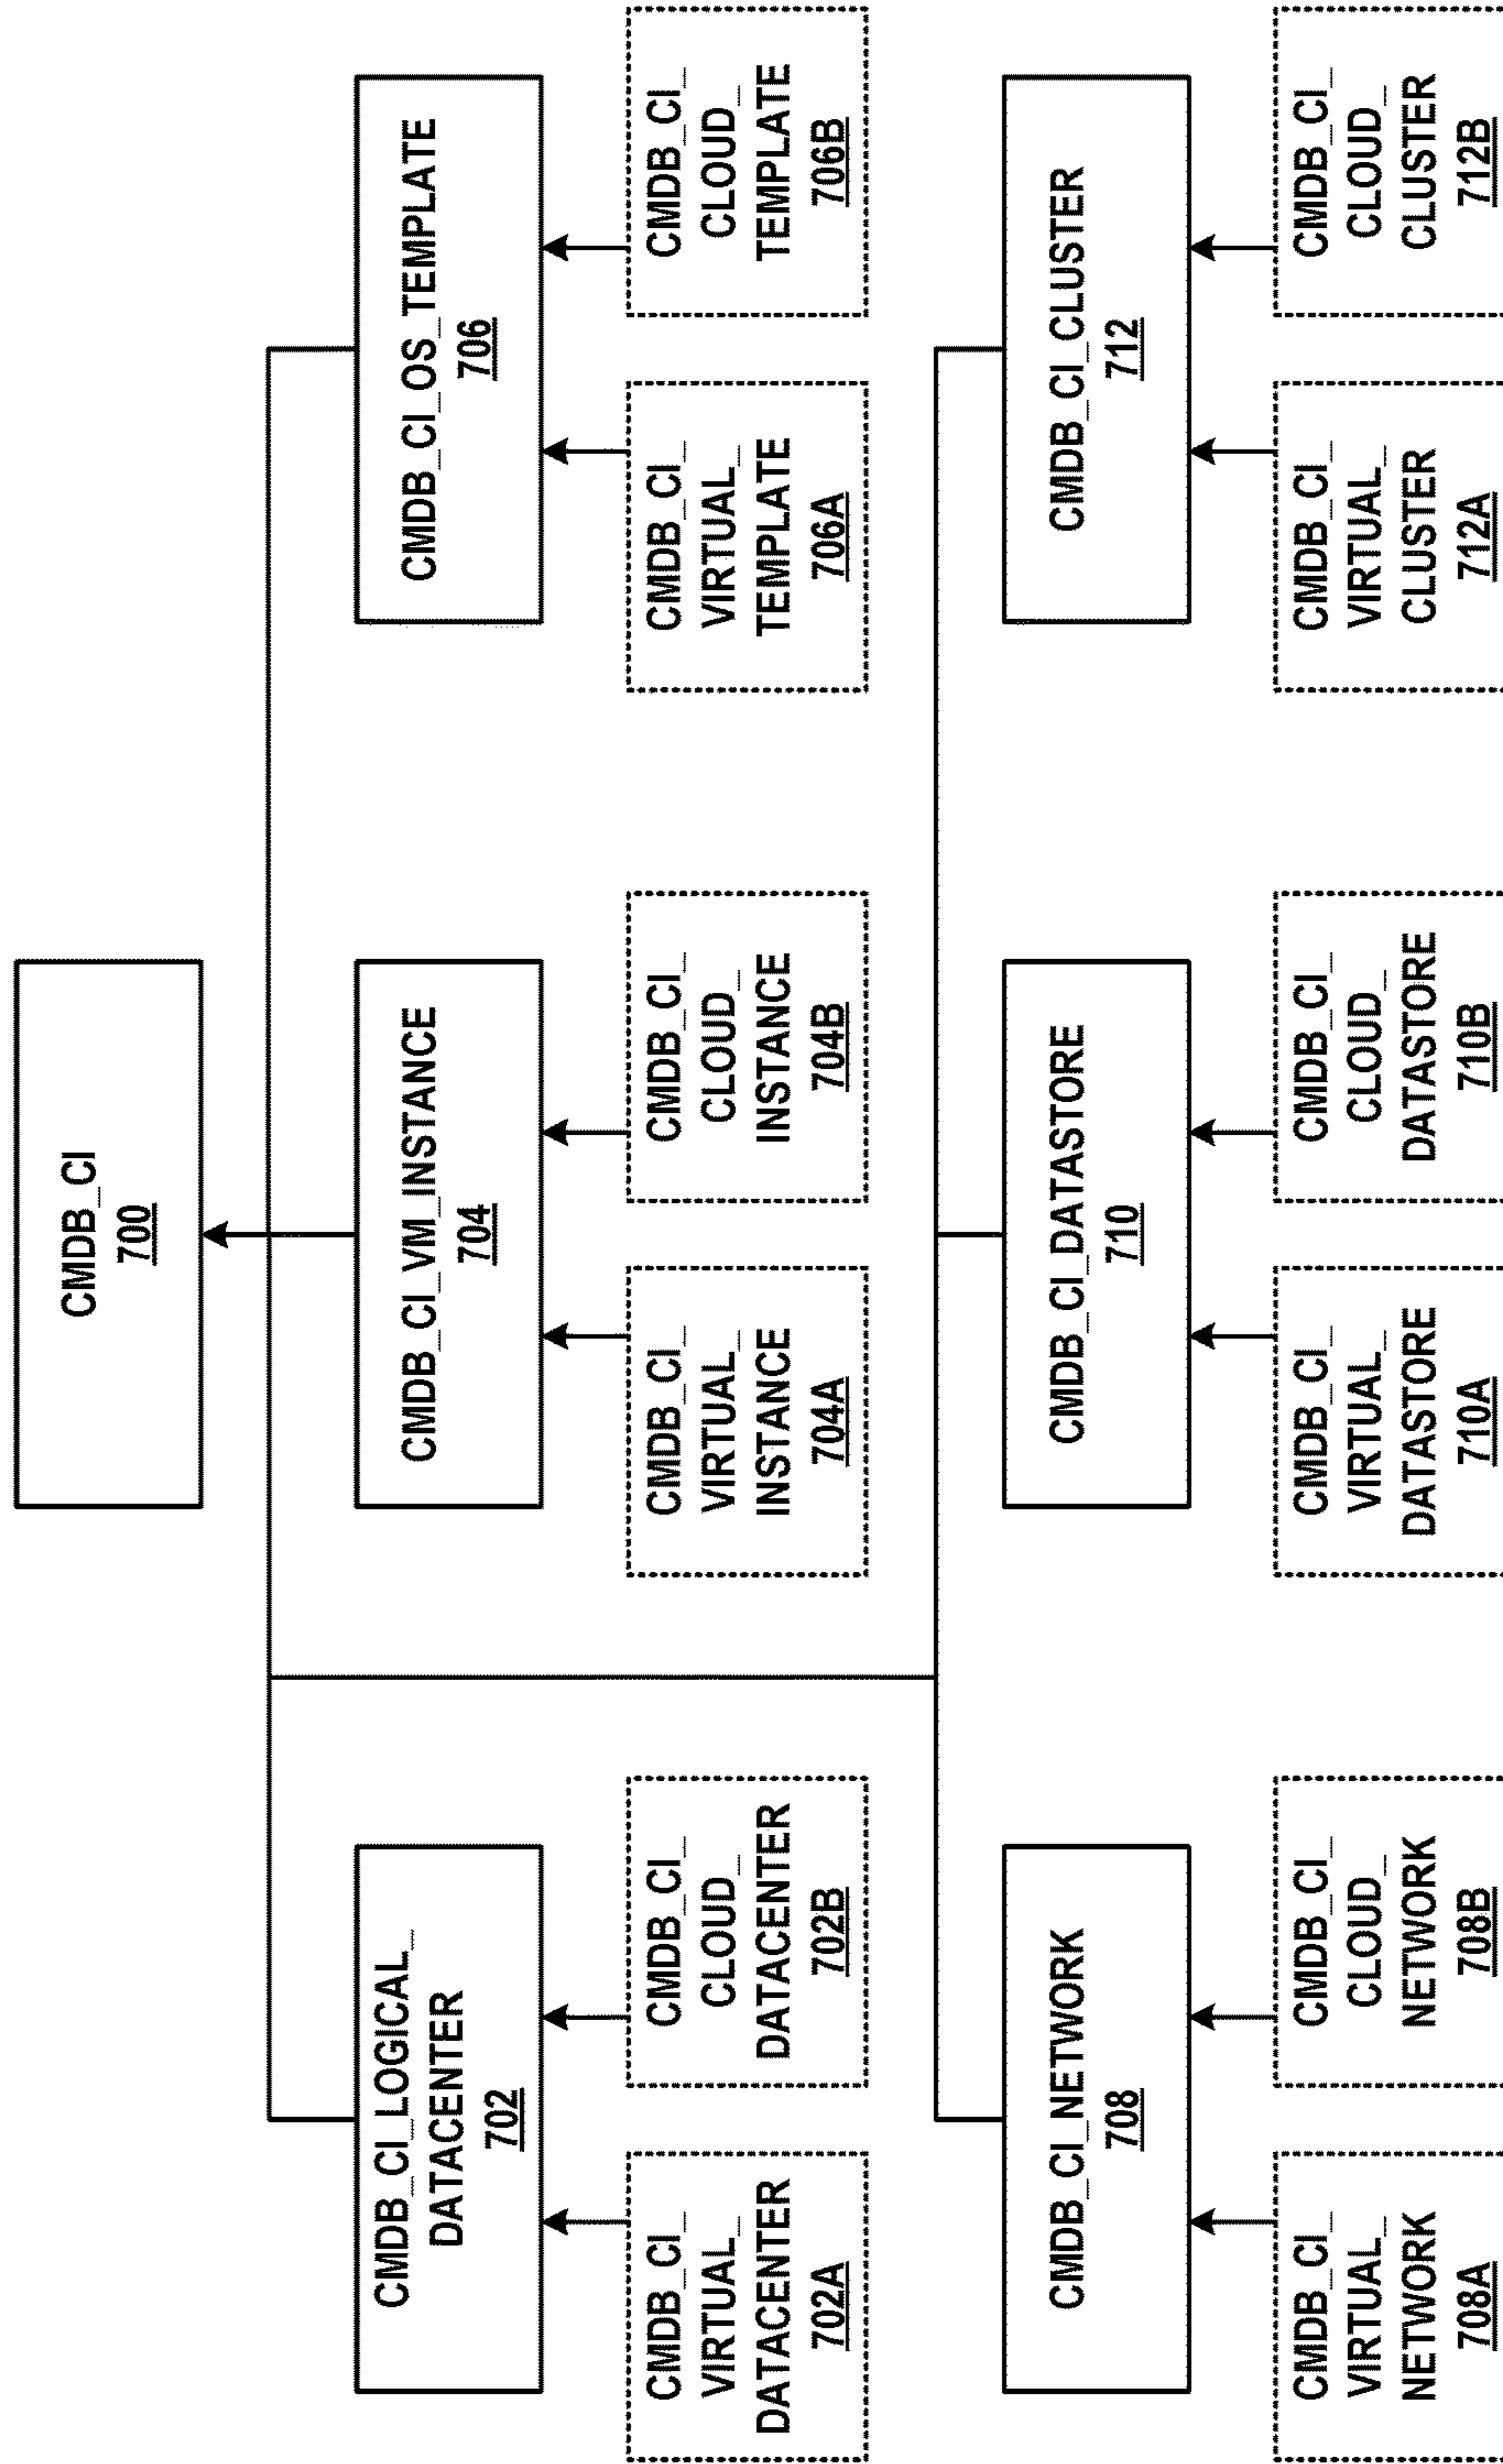 CMDB_CI
700
CMDB_CI_LOGICAL_
DATACENTER
702
CMDB_CI_VM_INSTANCE
704
CMDB_CI_OS_TEMPLATE
706
CMDB_CI_
VIRTUAL_
DATACENTER
702A
CMDB_CI_
CLOUD_
DATACENTER
702B
CMDB_CI_
VIRTUAL_
INSTANCE
704A
CMDB_CI_
CLOUD_
INSTANCE
704B
CMDB_CI_
VIRTUAL_
TEMPLATE
706A
CMDB_CI_
CLOUD_
TEMPLATE
706B
CMDB_CI_NETWORK
708
CMDB_CI_DATASTORE
710
CMDB_CI_CLUSTER
712
CMDB_CI_
VIRTUAL_
NETWORK
708A
CMDB_CI_
CLOUD_
NETWORK
708B
CMDB_CI_
VIRTUAL_
DATASTORE
710A
CMDB_CI_
CLOUD_
DATASTORE
710B
CMDB_CI_
VIRTUAL_
CLUSTER
712A
CMDB_CI_
CLOUD_
CLUSTER
712B